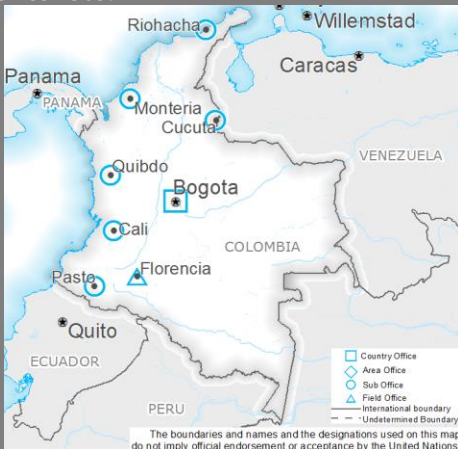 Riohacha
Willemstad
Caracas
Panama
PANAMA
Monteria
Cucuta
VENEZUELA
Quibdo
Bogota
Cali
COLOMBIA
Pasto
Florencia
Quito
ECUADOR
PERU
Country Office
Area Office
Sub Office
Field Office
International boundary
Undetermined Boundary
The boundaries and names and the designations used on this map
do not imply official endorsement or acceptance by the United Nations.